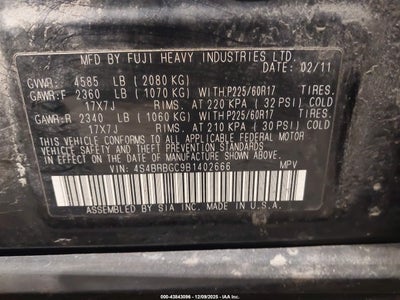 MFD. BY FUJI HEAVY INDUSTRIES LTD.
DATE: 02/11
GVWR: 4585 LB (2080 KG)
GAWR:F 2360 LB (1070 KG) WITH P225/60R17
17X7J RIMS. AT 220 KPA (32 PSI) COLD
GAWR:R 2340 LB (1060 KG) WITH P225/60R17
17X7J RIMS. AT 210 KPA (30 PSI) COLD
THIS VEHICLE CONFORMS TO ALL APPLICABLE FEDERAL MOTOR
VEHICLE SAFETY, BUMPER, AND THEFT PREVENTION STANDARDS IN
EFFECT ON THE DATE OF MANUFACTURE SHOWN ABOVE.
VIN: 4S4BRBGC9B1402666 MPV
ASSEMBLED BY SIA INC. MADE IN U.S.A.
000-43843096 - 12/09/2025 - IAA Inc.